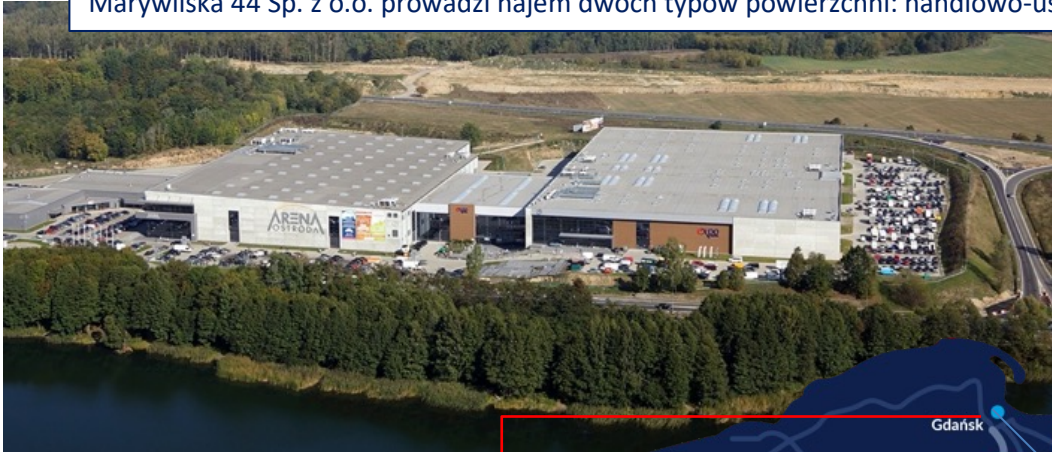 Marywilska 44 Sp. z o.o. prowadzi najem dwóch typów powierzchni: handlowo-us
ARENA
OSTRÓDA
Gdańsk